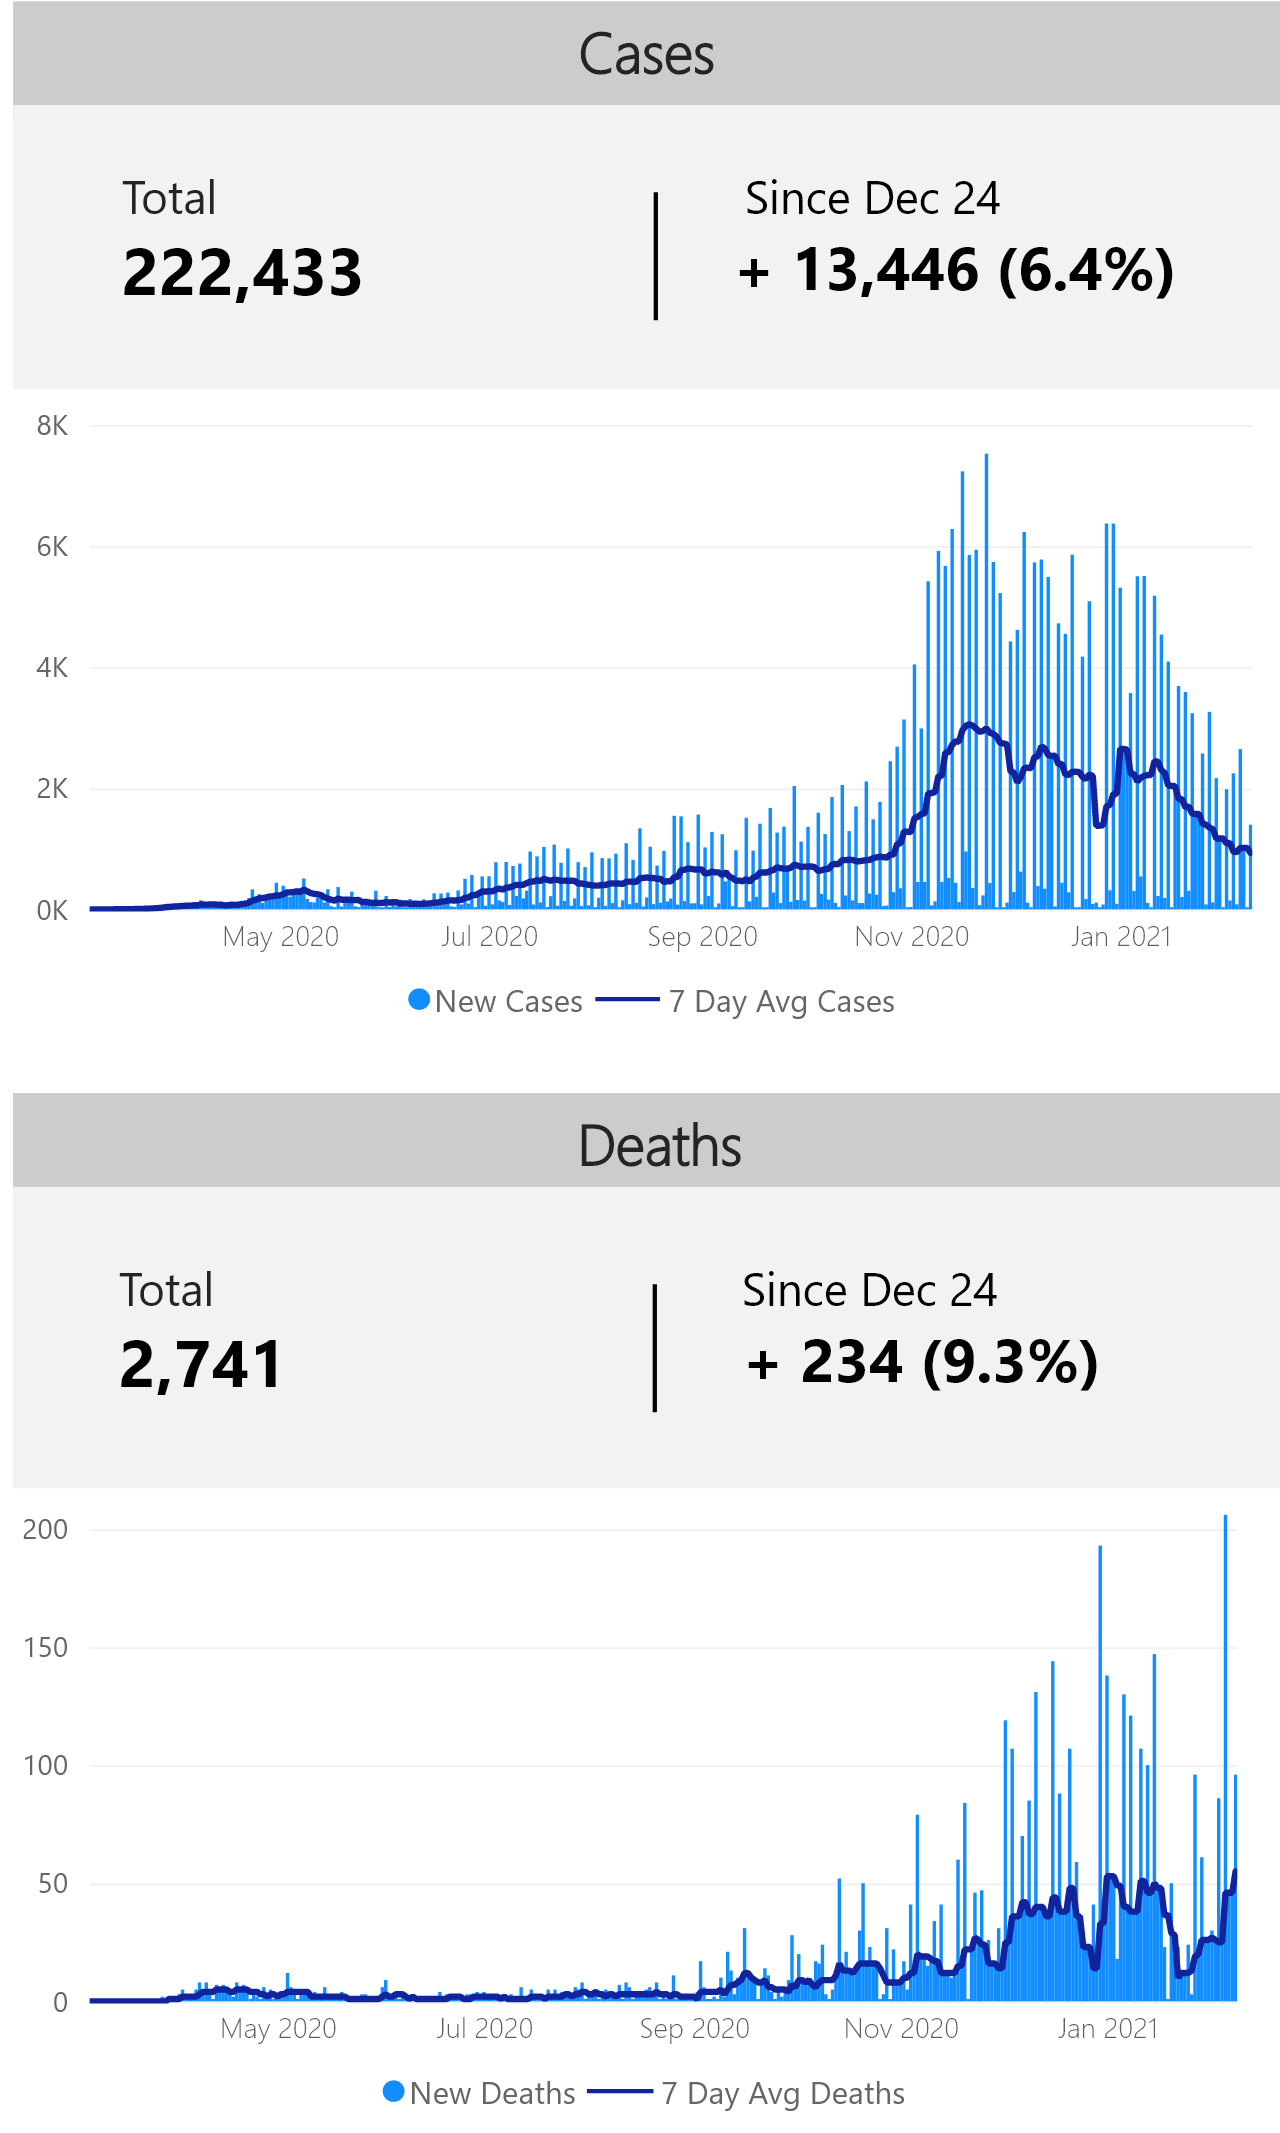 Cases
Total
Since Dec 24
222,433
+ 13,446 (6.4%)
8K
6K
4K
2K
0K
May 2020
Jul 2020
Sep 2020
Nov 2020
Jan 2021
New Cases
7 Day Avg Cases
Deaths
Total
Since Dec 24
2,741
+ 234 (9.3%)
200
150
100
50
0
May 2020
Jul 2020
Sep 2020
Nov 2020
Jan 2021
New Deaths
7 Day Avg Deaths